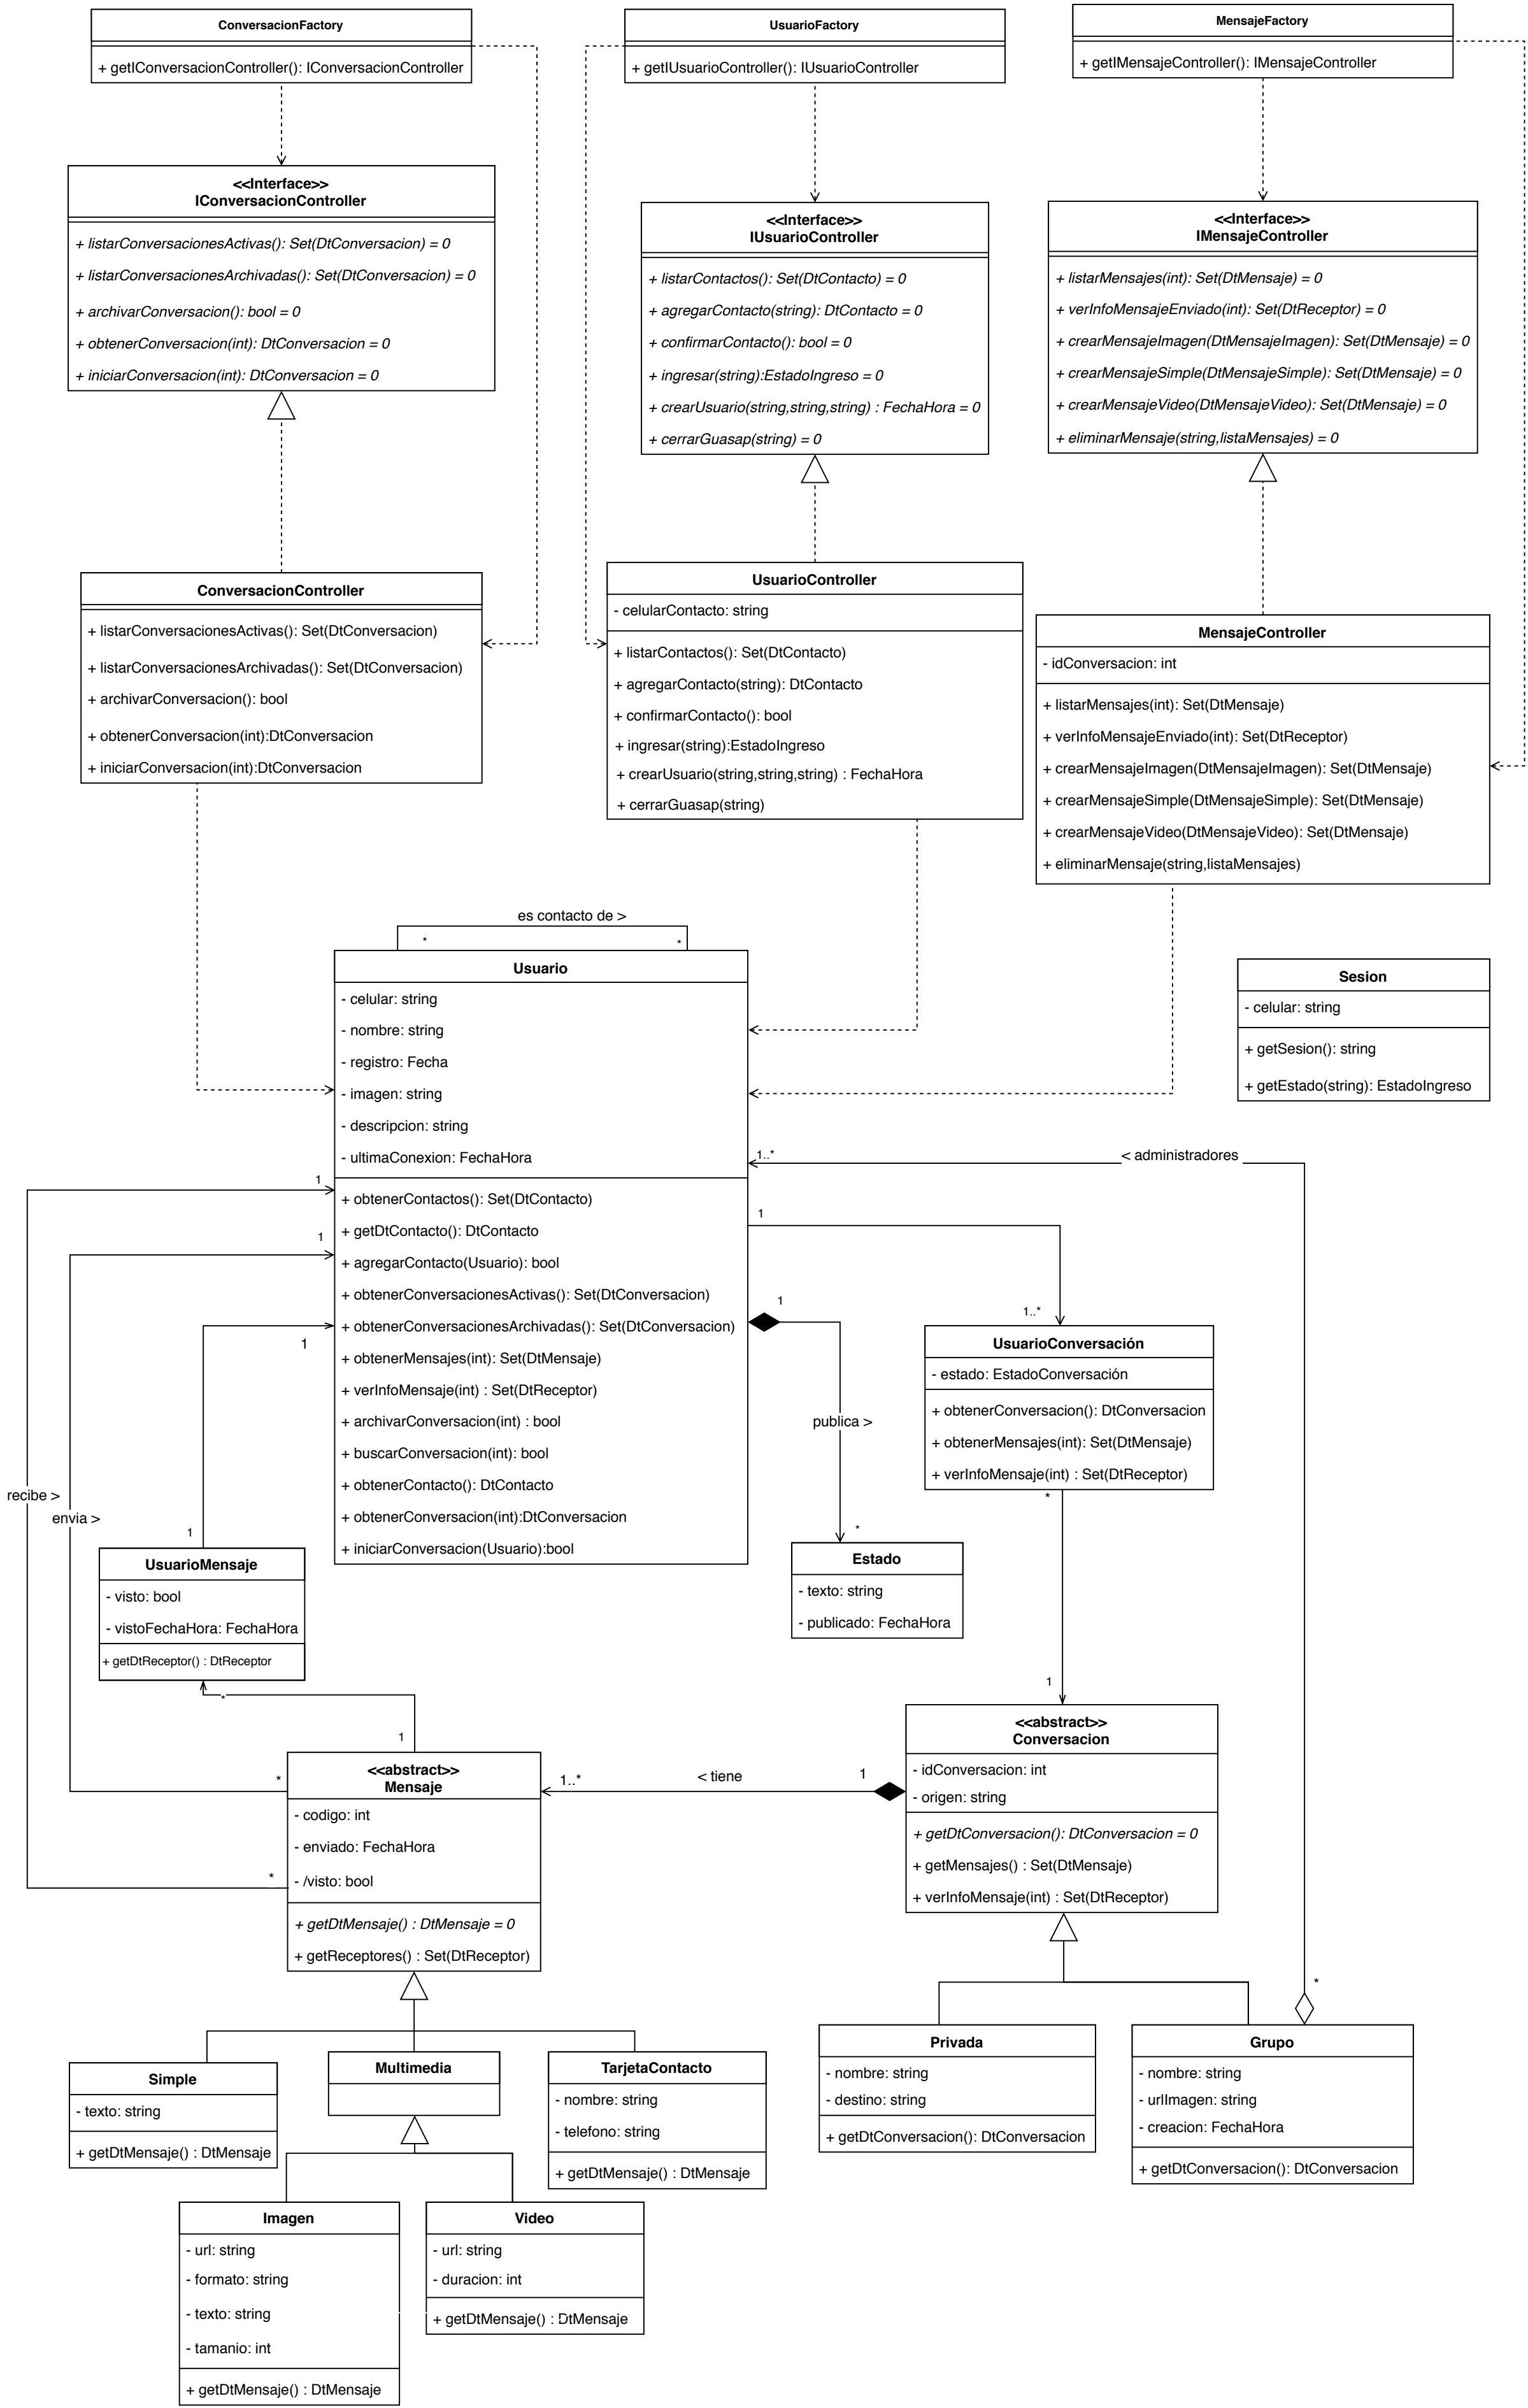 ConversacionFactory
+ getIConversacionController(): IConversacionController
UsuarioFactory
+ getIUsuarioController(): IUsuarioController
MensajeFactory
+ getIMensajeController(): IMensajeController
<<Interface>>
IConversacionController
+ listarConversacionesActivas(): Set(DtConversacion) = 0
+ listarConversacionesArchivadas(): Set(DtConversacion) = 0
+ archivarConversacion(): bool = 0
+ obtenerConversacion(int): DtConversacion = 0
+ iniciarConversacion(int): DtConversacion = 0
<<Interface>>
IUsuarioController
+ listarContactos(): Set(DtContacto) = 0
+ agregarContacto(string): DtContacto = 0
+ confirmarContacto(): bool = 0
+ ingresar(string):EstadoIngreso = 0
+ crearUsuario(string,string,string) : FechaHora = 0
+ cerrarGuasap(string) = 0
<<Interface>>
IMensajeController
+ listarMensajes(int): Set(DtMensaje) = 0
+ verInfoMensajeEnviado(int): Set(DtReceptor) = 0
+ crearMensajeImagen(DtMensajeImagen): Set(DtMensaje) = 0
+ crearMensajeSimple(DtMensajeSimple): Set(DtMensaje) = 0
+ crearMensajeVideo(DtMensajeVideo): Set(DtMensaje) = 0
+ eliminarMensaje(string,listaMensajes) = 0
ConversacionController
+ listarConversacionesActivas(): Set(DtConversacion)
+ listarConversacionesArchivadas(): Set(DtConversacion)
+ archivarConversacion(): bool
+ obtenerConversacion(int):DtConversacion
+ iniciarConversacion(int):DtConversacion
UsuarioController
- celularContacto: string
+ listarContactos(): Set(DtContacto)
+ agregarContacto(string): DtContacto
+ confirmarContacto(): bool
+ ingresar(string):EstadoIngreso
+ crearUsuario(string,string,string) : FechaHora
+ cerrarGuasap(string)
MensajeController
- idConversacion: int
+ listarMensajes(int): Set(DtMensaje)
+ verInfoMensajeEnviado(int): Set(DtReceptor)
+ crearMensajeImagen(DtMensajeImagen): Set(DtMensaje)
+ crearMensajeSimple(DtMensajeSimple): Set(DtMensaje)
+ crearMensajeVideo(DtMensajeVideo): Set(DtMensaje)
+ eliminarMensaje(string,listaMensajes)
es contacto de >
*
*
Usuario
- celular: string
- nombre: string
- registro: Fecha
- imagen: string
- descripcion: string
- ultimaConexion: FechaHora
+ obtenerContactos(): Set(DtContacto)
+ getDtContacto(): DtContacto
+ agregarContacto(Usuario): bool
+ obtenerConversacionesActivas(): Set(DtConversacion)
+ obtenerConversacionesArchivadas(): Set(DtConversacion)
+ obtenerMensajes(int): Set(DtMensaje)
+ verInfoMensaje(int) : Set(DtReceptor)
+ archivarConversacion(int) : bool
+ buscarConversacion(int): bool
+ obtenerContacto(): DtContacto
+ obtenerConversacion(int):DtConversacion
+ iniciarConversacion(Usuario):bool
Sesion
- celular: string
+ getSesion(): string
+ getEstado(string): EstadoIngreso
1..*
< administradores
1
1
1
1
1
1..*
recibe >
envia >
publica >
*
1
UsuarioConversación
- estado: EstadoConversación
+ obtenerConversacion(): DtConversacion
+ obtenerMensajes(int): Set(DtMensaje)
+ verInfoMensaje(int) : Set(DtReceptor)
*
1
UsuarioMensaje
- visto: bool
- vistoFechaHora: FechaHora
+ getDtReceptor() : DtReceptor
*
1
Estado
- texto: string
- publicado: FechaHora
<<abstract>>
Mensaje
- codigo: int
- enviado: FechaHora
- /visto: bool
+ getDtMensaje() : DtMensaje = 0
+ getReceptores() : Set(DtReceptor)
*
*
1..*
< tiene
1
<<abstract>>
Conversacion
- idConversacion: int
- origen: string
+ getDtConversacion(): DtConversacion = 0
+ getMensajes() : Set(DtMensaje)
+ verInfoMensaje(int) : Set(DtReceptor)
*
Simple
- texto: string
+ getDtMensaje() : DtMensaje
Multimedia
TarjetaContacto
- nombre: string
- telefono: string
+ getDtMensaje() : DtMensaje
Privada
- nombre: string
- destino: string
+ getDtConversacion(): DtConversacion
Grupo
- nombre: string
- urlImagen: string
- creacion: FechaHora
+ getDtConversacion(): DtConversacion
Imagen
- url: string
- formato: string
- texto: string
- tamanio: int
+ getDtMensaje() : DtMensaje
Video
- url: string
- duracion: int
+ getDtMensaje() : DtMensaje